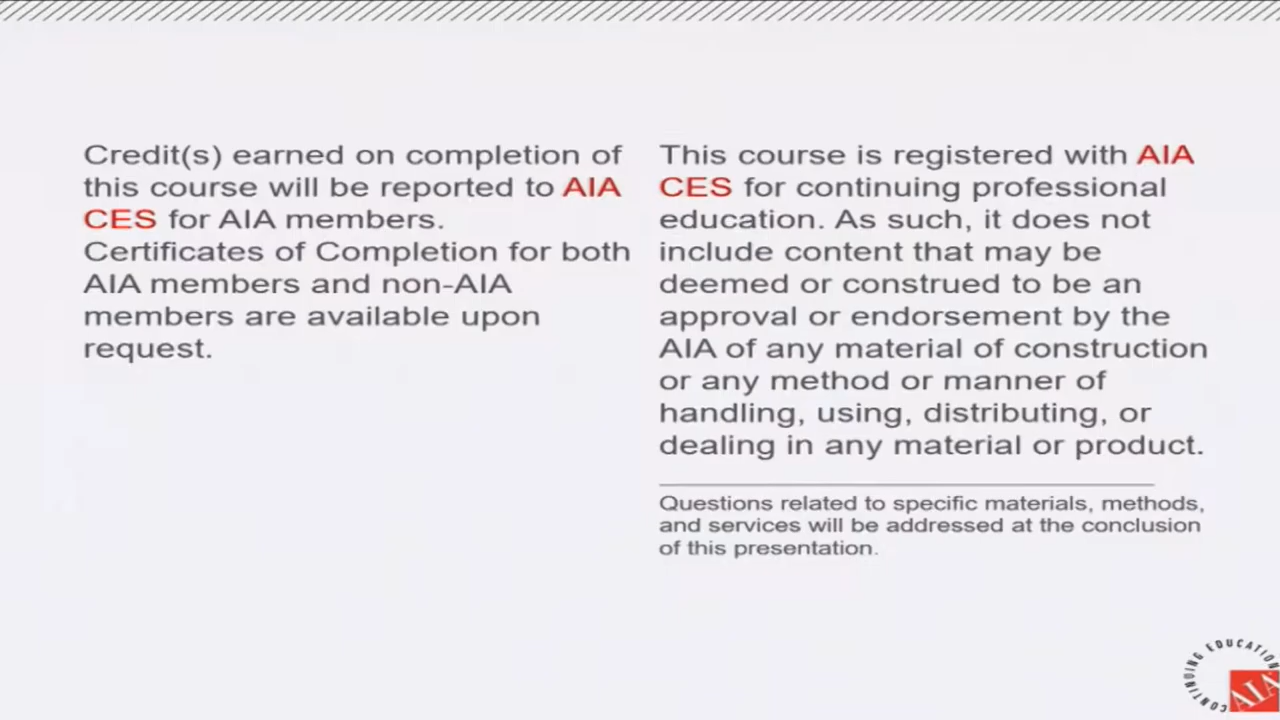 Credit(s) earned on completion of
this course will be reported to AIA
CES for AIA members.
Certificates of Completion for both
AIA members and non-AIA
members are available upon
request.
This course is registered with AIA
CES for continuing professional
education. As such, it does not
include content that may be
deemed or construed to be an
approval or endorsement by the
AIA of any material of construction
or any method or manner of
handling, using, distributing, or
dealing in any material or product.
Questions related to specific materials, methods,
and services will be addressed at the conclusion
of this presentation.
CONTINUING EDUCATION
AIA